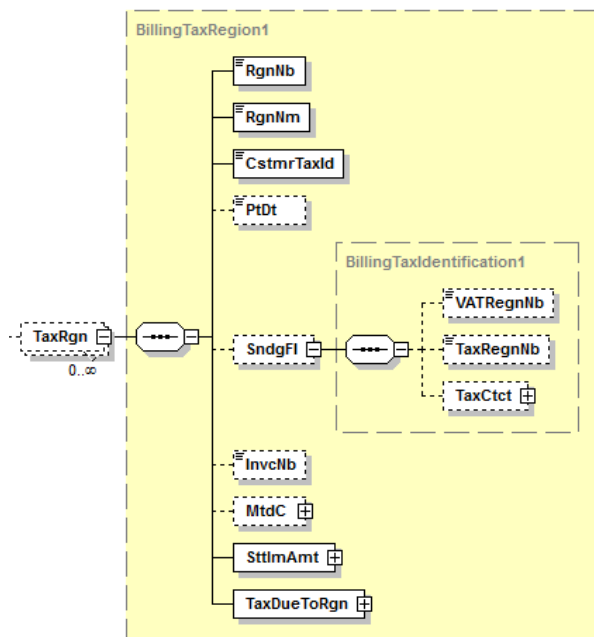 BillingTaxRegion1
RgnNb
RgnNm
CstmrTaxId
PtDt
BillingTaxIdentification1
VATRegnNb
TaxRgn
SndgFI
TaxRegnNb
0..∞
TaxCtct
InvcNb
MtdC
SttlmAmt
TaxDueToRgn